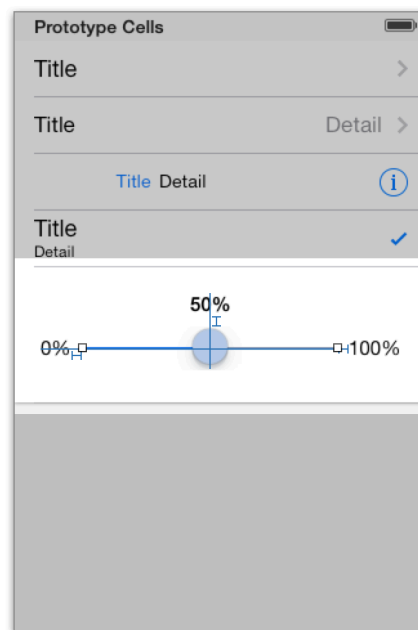 Prototype Cells
Title
Title Detail
Title Detail
Title
Detail
50%
0% 100%